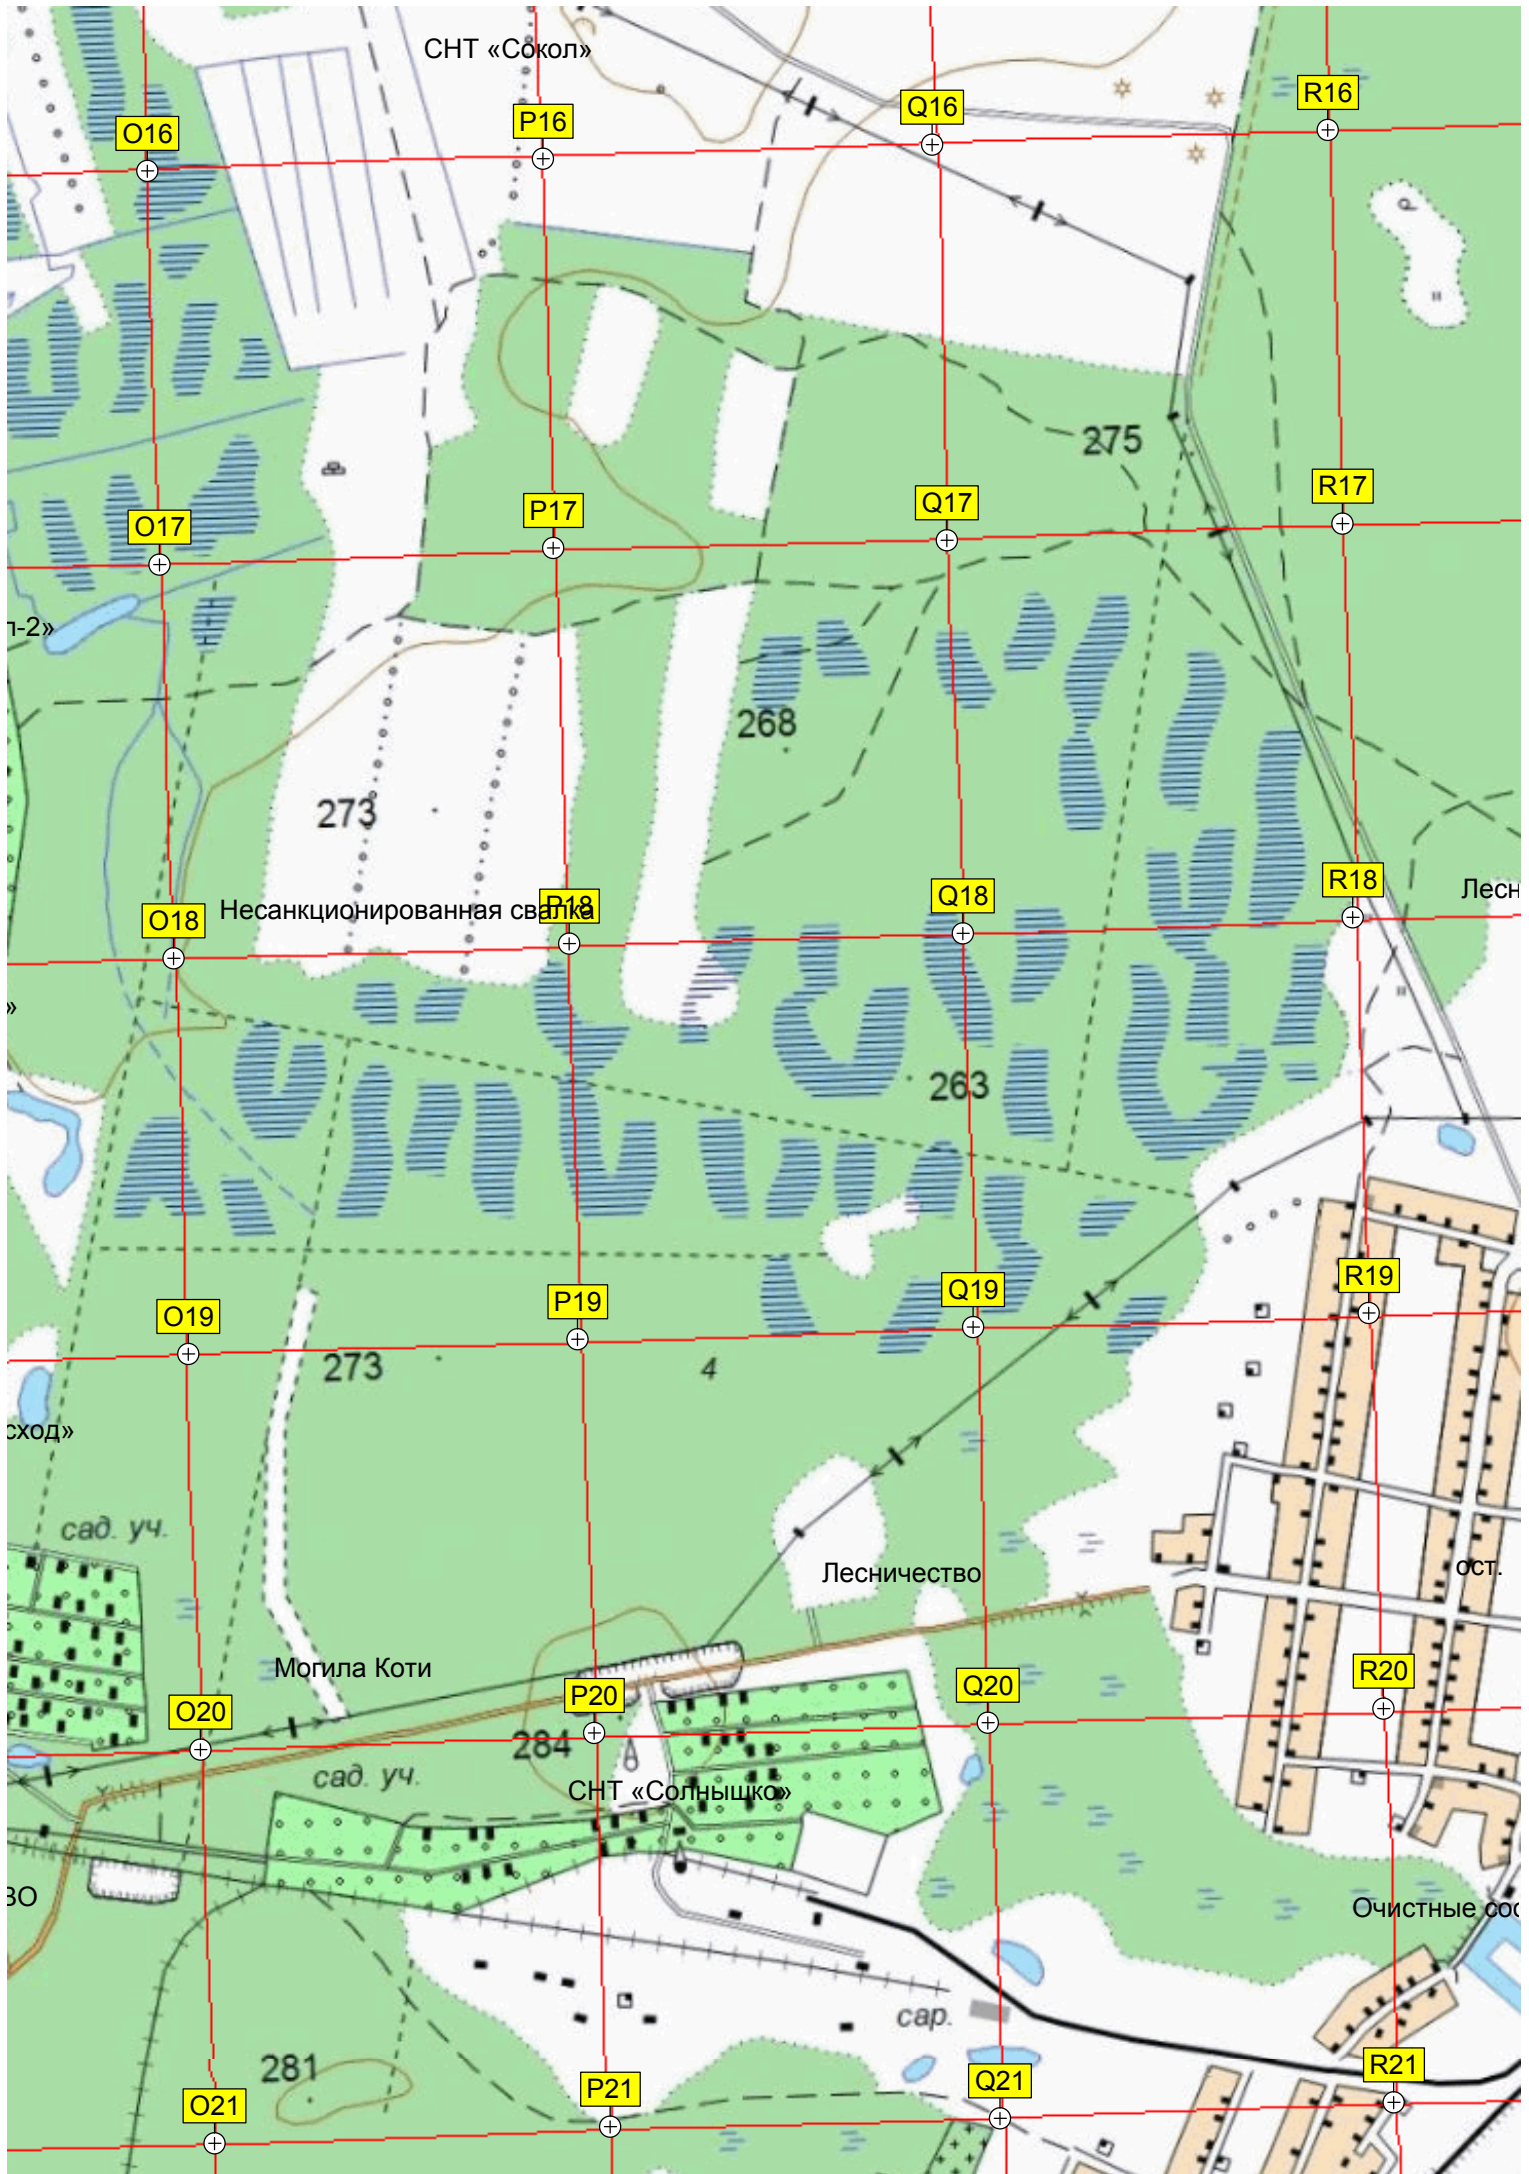 СНТ «Сокол»
R16
Q16
P16
O16
275
R17
Q17
P17
O17
л-2»
268
273
R18
Лесн
Q18
P18
Несанкционированная свалка
O18
»
263
R19
Q19
P19
O19
273
4
сход»
сад. уч.
Лесничество
ост.
Могила Коти
R20
Q20
P20
O20
284
сад. уч.
СНТ «Солнышко»
ВО
Очистные соо
сар.
281
R21
Q21
P21
O21